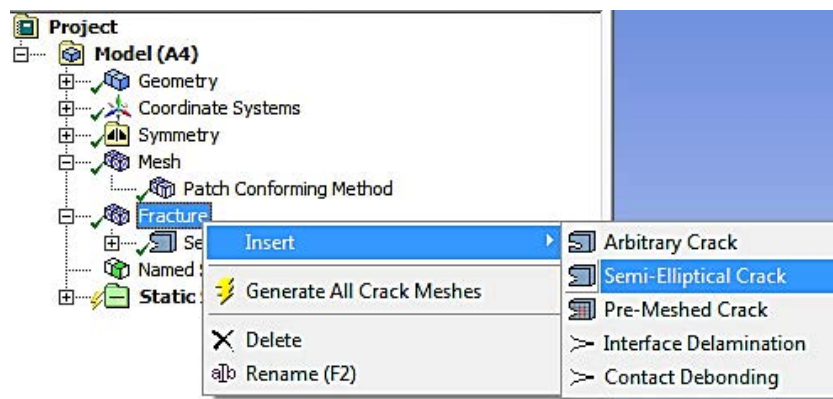 Project
Model (A4)
Geometry
Coordinate Systems
Symmetry
Mesh
Patch Conforming Method
Fracture
Se
Named
Static
Insert
Generate All Crack Meshes
Delete
Rename (F2)
Arbitrary Crack
Semi-Elliptical Crack
Pre-Meshed Crack
Interface Delamination
Contact Debonding